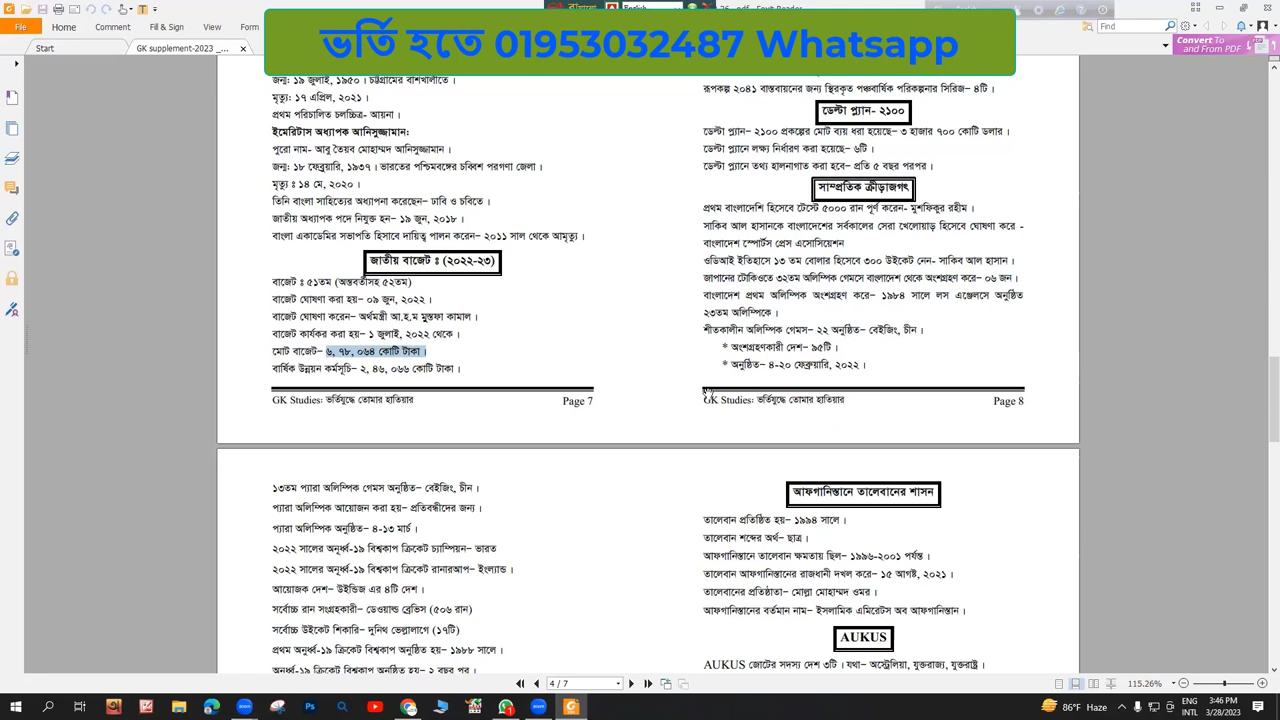 ভর্তি হতে 01953032487 Whatsapp
English
File
Home
Comment
View
Form
Find
Start
GK supplement-2023 _...
Convert To
and From PDF
জন্ম: ১৯ জুলাই, ১৯৫০। চট্টগ্রামের বাঁশখালীতে।
মৃত্যু: ১৭ এপ্রিল, ২০২১।
প্রথম পরিচালিত চলচ্চিত্র- আয়না।
ইমেরিটাস অধ্যাপক আনিসুজ্জামান:
পুরো নাম- আবু তৈয়ব মোহাম্মদ আনিসুজ্জামান।
জন্ম: ১৮ ফেব্রুয়ারি, ১৯৩৭। ভারতের পশ্চিমবঙ্গের চব্বিশ পরগণা জেলা।
মৃত্যু ঃ ১৪ মে, ২০২০।
তিনি বাংলা সাহিত্যের অধ্যাপনা করেছেন– ঢাবি ও চবিতে।
জাতীয় অধ্যাপক পদে নিযুক্ত হন– ১৯ জুন, ২০১৮।
বাংলা একাডেমির সভাপতি হিসাবে দায়িত্ব পালন করেন– ২০১১ সাল থেকে আমৃত্যু।
জাতীয় বাজেট ঃ (২০২২-২৩)
বাজেট ঃ ৫১তম (অন্তবর্তীসহ ৫২তম)
বাজেট ঘোষণা করা হয়– ০৯ জুন, ২০২২।
বাজেট ঘোষণা করেন– অর্থমন্ত্রী আ.হ.ম মুস্তফা কামাল।
বাজেট কার্যকর করা হয়– ১ জুলাই, ২০২২ থেকে।
মোট বাজেট– ৬, ৭৮, ০৬৪ কোটি টাকা।
বার্ষিক উন্নয়ন কর্মসূচি– ২, ৪৬, ০৬৬ কোটি টাকা।
GK Studies: ভর্তিযুদ্ধে তোমার হাতিয়ার Page 7
রূপকল্প ২০৪১ বাস্তবায়নের জন্য স্থিরকৃত পঞ্চবার্ষিক পরিকল্পনার সিরিজ– ৪টি।
ডেল্টা প্ল্যান- ২১০০
ডেল্টা প্ল্যান– ২১০০ প্রকল্পের মোট ব্যয় ধরা হয়েছে– ৩ হাজার ৭০০ কোটি ডলার।
ডেল্টা প্ল্যানে লক্ষ্য নির্ধারণ করা হয়েছে– ৬টি।
ডেল্টা প্ল্যানে তথ্য হালনাগাত করা হবে– প্রতি ৫ বছর পরপর।
সাম্প্রতিক ক্রীড়াজগৎ
প্রথম বাংলাদেশি হিসেবে টেস্টে ৫০০০ রান পূর্ণ করেন- মুশফিকুর রহীম।
সাকিব আল হাসানকে বাংলাদেশের সর্বকালের সেরা খেলোয়াড় হিসেবে ঘোষণা করে -
বাংলাদেশ স্পোর্টস প্রেস এসোসিয়েশন
ওডিআই ইতিহাসে ১৩ তম বোলার হিসেবে ৩০০ উইকেট নেন- সাকিব আল হাসান।
জাপানের টোকিওতে ৩২তম অলিম্পিক গেমসে বাংলাদেশ থেকে অংশগ্রহণ করে– ০৬ জন।
বাংলাদেশ প্রথম অলিম্পিক অংশগ্রহণ করে– ১৯৮৪ সালে লস এঞ্জেলসে অনুষ্ঠিত
২৩তম অলিম্পিকে।
শীতকালীন অলিম্পিক গেমস– ২২ অনুষ্ঠিত– বেইজিং, চীন।
* অংশগ্রহণকারী দেশ– ৯৫টি।
* অনুষ্ঠিত– ৪-২০ ফেব্রুয়ারি, ২০২২।
GK Studies: ভর্তিযুদ্ধে তোমার হাতিয়ার Page 8
১৩তম প্যারা অলিম্পিক গেমস অনুষ্ঠিত– বেইজিং, চীন।
প্যারা অলিম্পিক আয়োজন করা হয়– প্রতিবন্ধীদের জন্য।
প্যারা অলিম্পিক অনুষ্ঠিত– ৪-১৩ মার্চ।
২০২২ সালের অনূর্ধ্ব-১৯ বিশ্বকাপ ক্রিকেট চ্যাম্পিয়ন– ভারত
২০২২ সালের অনূর্ধ্ব-১৯ বিশ্বকাপ ক্রিকেট রানারআপ– ইংল্যান্ড।
আয়োজক দেশ– উইন্ডিজ এর ৪টি দেশ।
সর্বোচ্চ রান সংগ্রহকারী– ডেওয়াল্ড ব্রেভিস (৫০৬ রান)
সর্বোচ্চ উইকেট শিকারি– দুনিথ ভেল্লালাগে (১৭টি)
প্রথম অনূর্ধ্ব-১৯ ক্রিকেট বিশ্বকাপ অনুষ্ঠিত হয়– ১৯৮৮ সালে।
অনূর্ধ্ব-১৯ ক্রিকেট বিশ্বকাপ অনুষ্ঠিত হয়– ২ বছর পর।
আফগানিস্তানে তালেবানের শাসন
তালেবান প্রতিষ্ঠিত হয়– ১৯৯৪ সালে।
তালেবান শব্দের অর্থ– ছাত্র।
আফগানিস্তানে তালেবান ক্ষমতায় ছিল– ১৯৯৬-২০০১ পর্যন্ত।
তালেবান আফগানিস্তানের রাজধানী দখল করে– ১৫ আগষ্ট, ২০২১।
তালেবানের প্রতিষ্ঠাতা– মোল্লা মোহাম্মদ ওমর।
আফগানিস্তানের বর্তমান নাম– ইসলামিক এমিরেটস অব আফগানিস্তান।
AUKUS
AUKUS জোটের সদস্য দেশ ৩টি। যথা– অস্ট্রেলিয়া, যুক্তরাজ্য, যুক্তরাষ্ট্র।
4 / 7
115.26%
86°F Haze
ENG
INTL
3:46 PM
3/28/2023